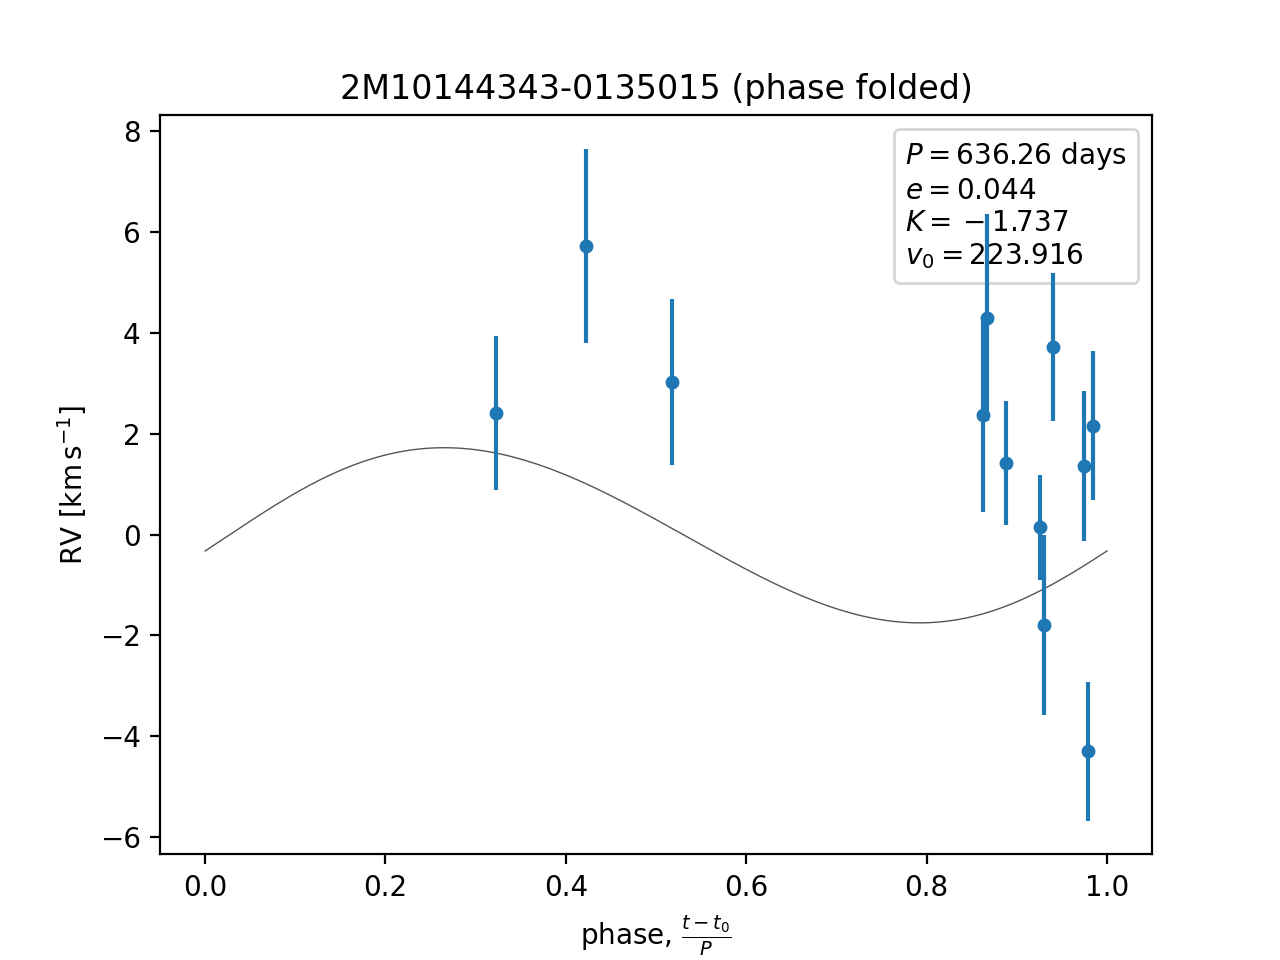 2M10144343-0135015 (phase folded)
P = 636.26 days
e = 0.044
K = −1.737
v₀ = 223.916
8
6
4
2
0
−2
−4
−6
RV [km s⁻¹]
0.0 0.2 0.4 0.6 0.8 1.0
phase, (t − t₀)/P